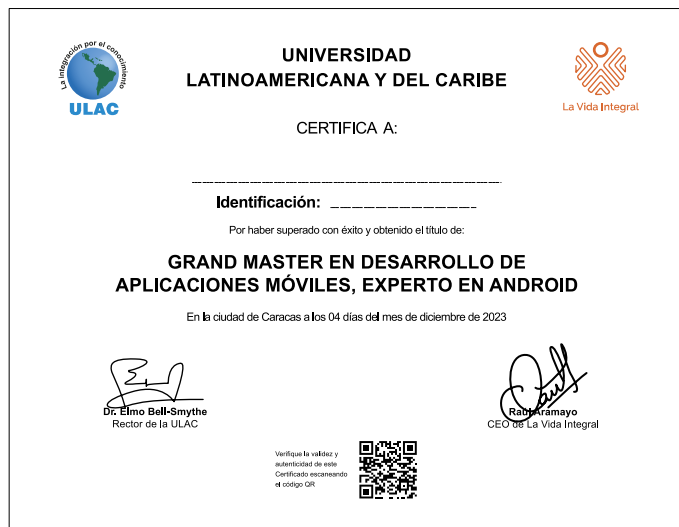 La integración por el conocimiento
ULAC
UNIVERSIDAD
LATINOAMERICANA Y DEL CARIBE
La Vida Integral
CERTIFICA A:
Identificación:
Por haber superado con éxito y obtenido el título de:
GRAND MASTER EN DESARROLLO DE
APLICACIONES MÓVILES, EXPERTO EN ANDROID
En la ciudad de Caracas a los 04 días del mes de diciembre de 2023
Dr. Elmo Bell-Smythe
Rector de la ULAC
Raúl Aramayo
CEO de La Vida Integral
Verifique la validez y
autenticidad de este
Certificado escaneando
el código QR